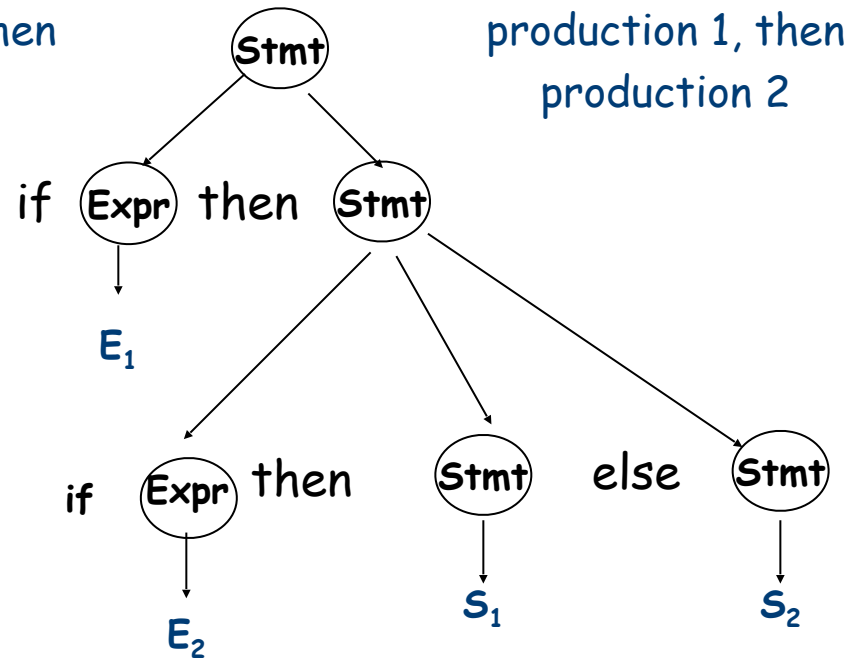 Stmt
production 1, then
production 2
if Expr then Stmt
E₁
if Expr then Stmt else Stmt
E₂
S₁
S₂